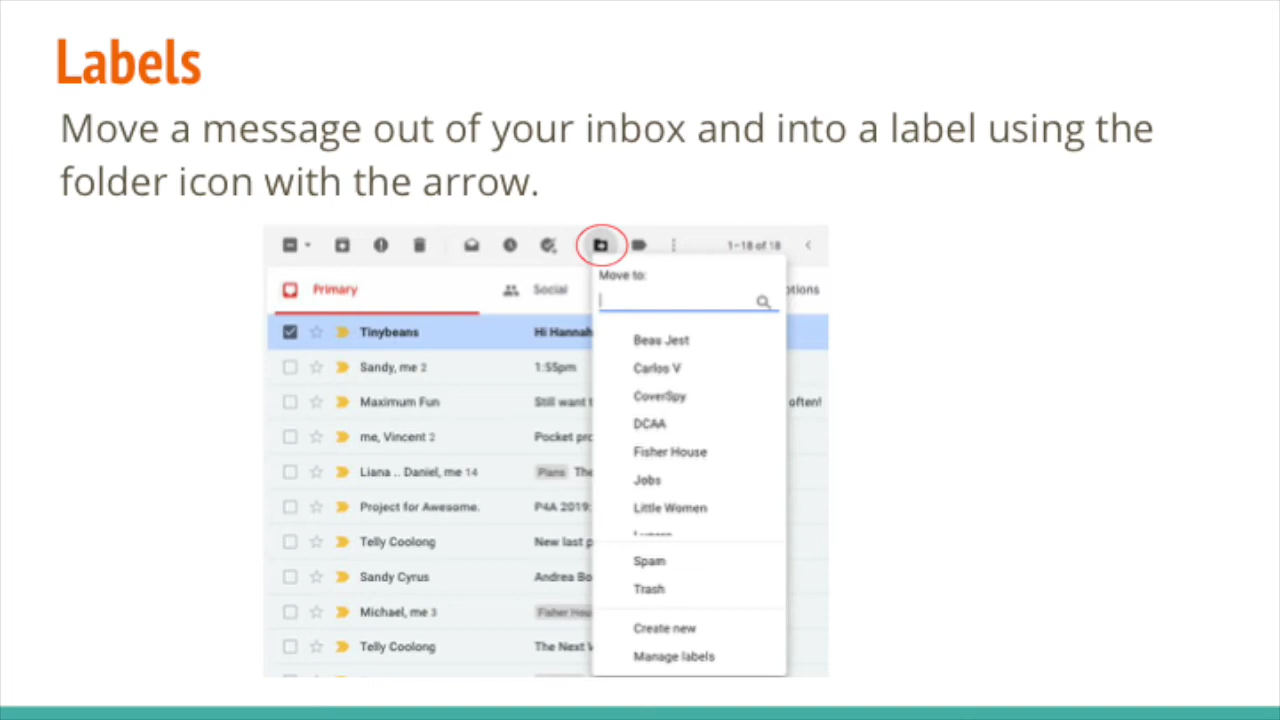 Labels
Move a message out of your inbox and into a label using the
folder icon with the arrow.
1-18 of 18
Move to:
Primary
Social
otions
Tinybeans Hi Hannah
Beau Jest
Sandy, me 2 1:55pm
Carlos V
Maximum Fun Still want often!
CoverSpy
DCAA
me, Vincent 2 Pocket pro
Fisher House
Liana .. Daniel, me 14 Plans The
Jobs
Project for Awesome. P4A 2019:
Little Women
Telly Coolong New last p
Spam
Sandy Cyrus Andrea Bo
Trash
Michael, me 3 Fisher Hou
Create new
Telly Coolong The Next
Manage labels